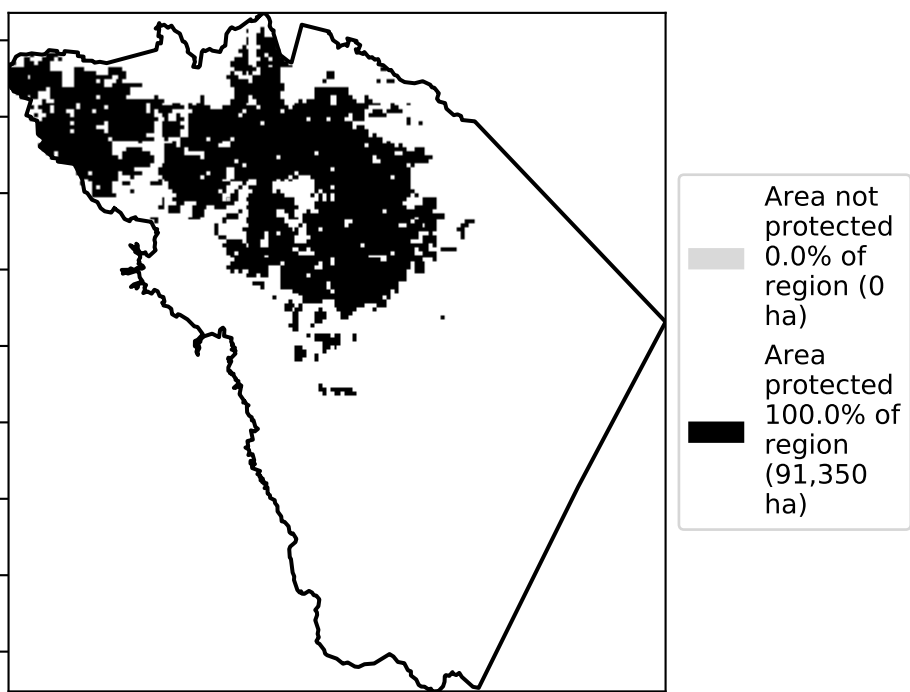 Area not
protected
0.0% of
region (0
ha)
Area
protected
100.0% of
region
(91,350
ha)